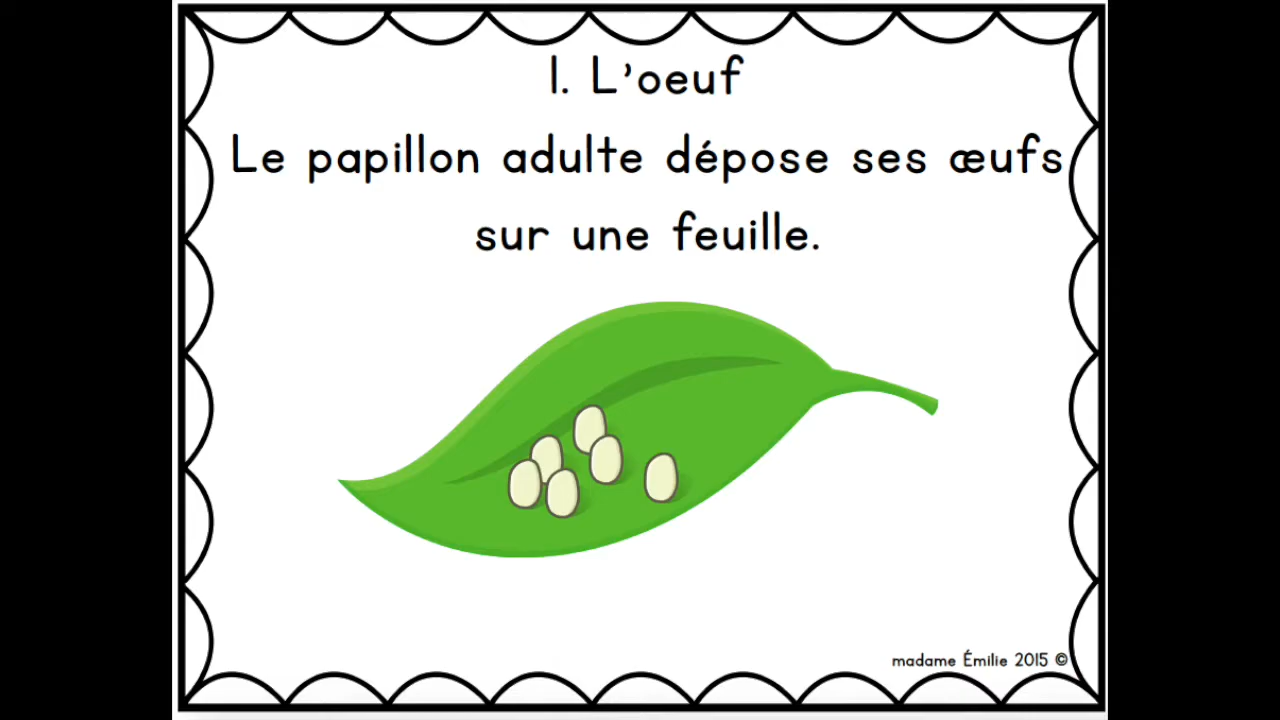 1. L'oeuf
Le papillon adulte dépose ses œufs
sur une feuille.
madame Émilie 2015 ©